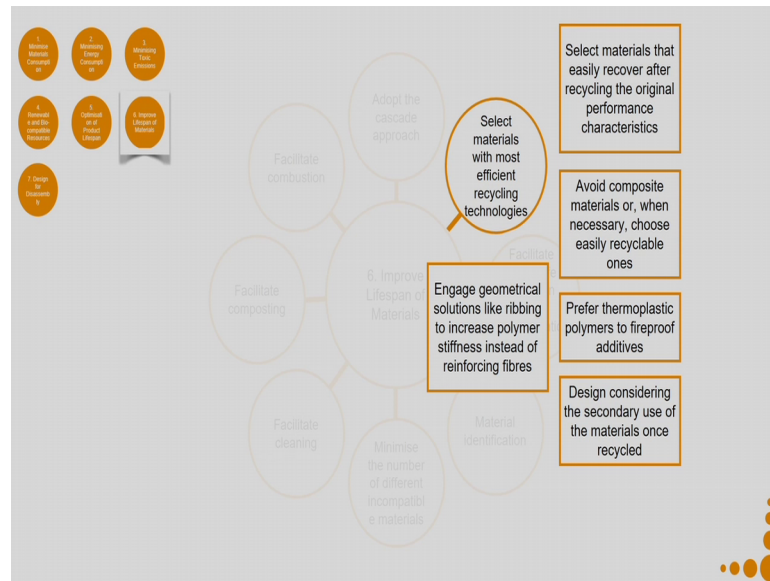 1.
Minimise
Materials
Consumpti
on
2.
Minimising
Energy
Consumpti
on
3.
Minimising
Toxic
Emissions
4.
Renewabl
e and Bio-
compatible
Resources
5.
Optimisati
on of
Product
Lifespan
6. Improve
Lifespan of
Materials
7. Design
for
Disassemb
ly
Adopt the
cascade
approach
Select
materials
with most
efficient
recycling
technologies
Facilitate
combustion
Facilitate
composting
6. Improve
Lifespan of
Materials
Facilitate
Engage geometrical
solutions like ribbing
to increase polymer
stiffness instead of
reinforcing fibres
Facilitate
cleaning
Minimise
the number
of different
incompatibl
e materials
Material
identification
Select materials that
easily recover after
recycling the original
performance
characteristics
Avoid composite
materials or, when
necessary, choose
easily recyclable
ones
Prefer thermoplastic
polymers to fireproof
additives
Design considering
the secondary use of
the materials once
recycled